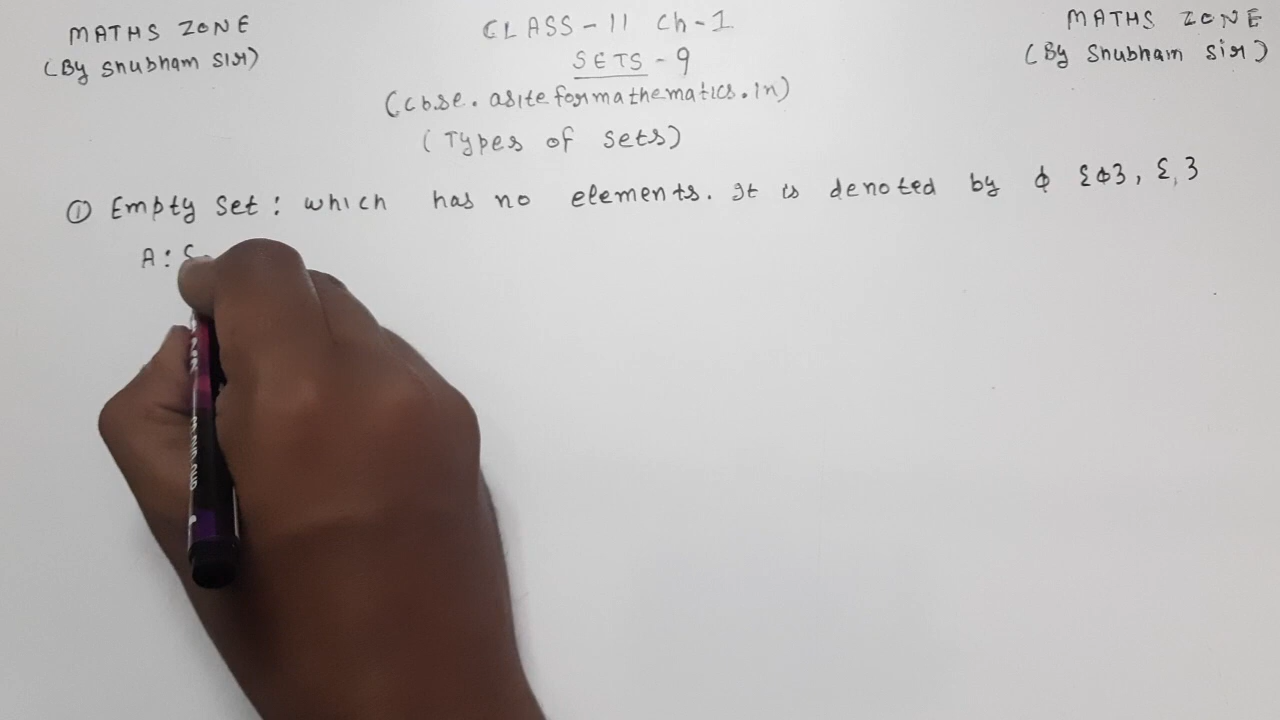 MATHS ZONE
(By Shubham Sir)
CLASS - 11 Ch-1
SETS - 9
(cbse.asiteformathematics.in)
(Types of sets)
MATHS ZONE
(By Shubham Sir)
① Empty Set : which has no elements. It is denoted by ϕ {ϕ}, { }
A : {